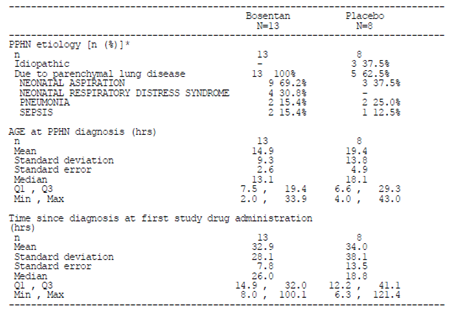 Bosentan Placebo
N=13 N=8
PPHN etiology [n (%)]*
n 13 8
Idiopathic - 3 37.5%
Due to parenchymal lung disease 13 100% 5 62.5%
NEONATAL ASPIRATION 9 69.2% 3 37.5%
NEONATAL RESPIRATORY DISTRESS SYNDROME 4 30.8% -
PNEUMONIA 2 15.4% 2 25.0%
SEPSIS 2 15.4% 1 12.5%
AGE at PPHN diagnosis (hrs)
n 13 8
Mean 14.9 19.4
Standard deviation 9.3 13.8
Standard error 2.6 4.9
Median 13.1 18.1
Q1 , Q3 7.5 , 19.4 6.6 , 29.3
Min , Max 2.0 , 33.9 4.0 , 43.0
Time since diagnosis at first study drug administration
(hrs)
n 13 8
Mean 32.9 34.0
Standard deviation 28.1 38.1
Standard error 7.8 13.5
Median 26.0 18.8
Q1 , Q3 14.9 , 32.0 12.2 , 41.1
Min , Max 8.0 , 100.1 6.3 , 121.4